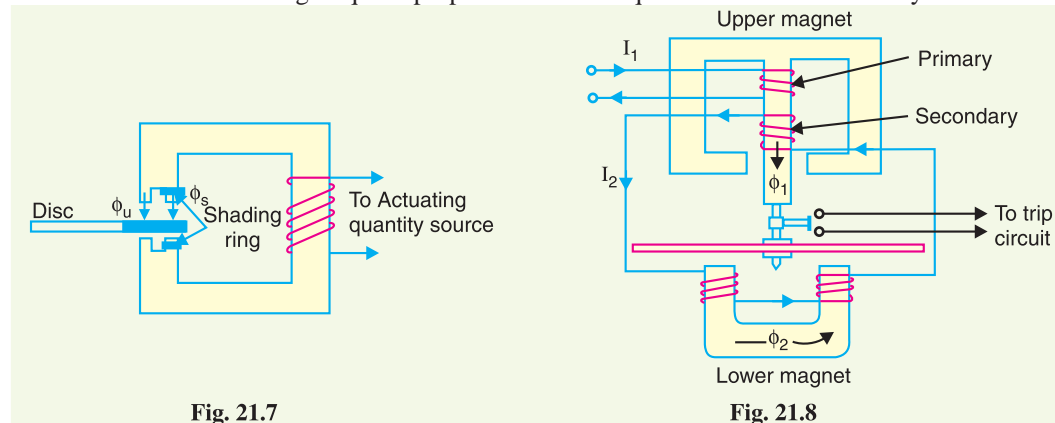 Upper magnet
I1
Primary
Secondary
I2
ϕ1
To trip
circuit
ϕ2
Lower magnet
Fig. 21.8
Disc
ϕu
ϕs
Shading
ring
To Actuating
quantity source
Fig. 21.7